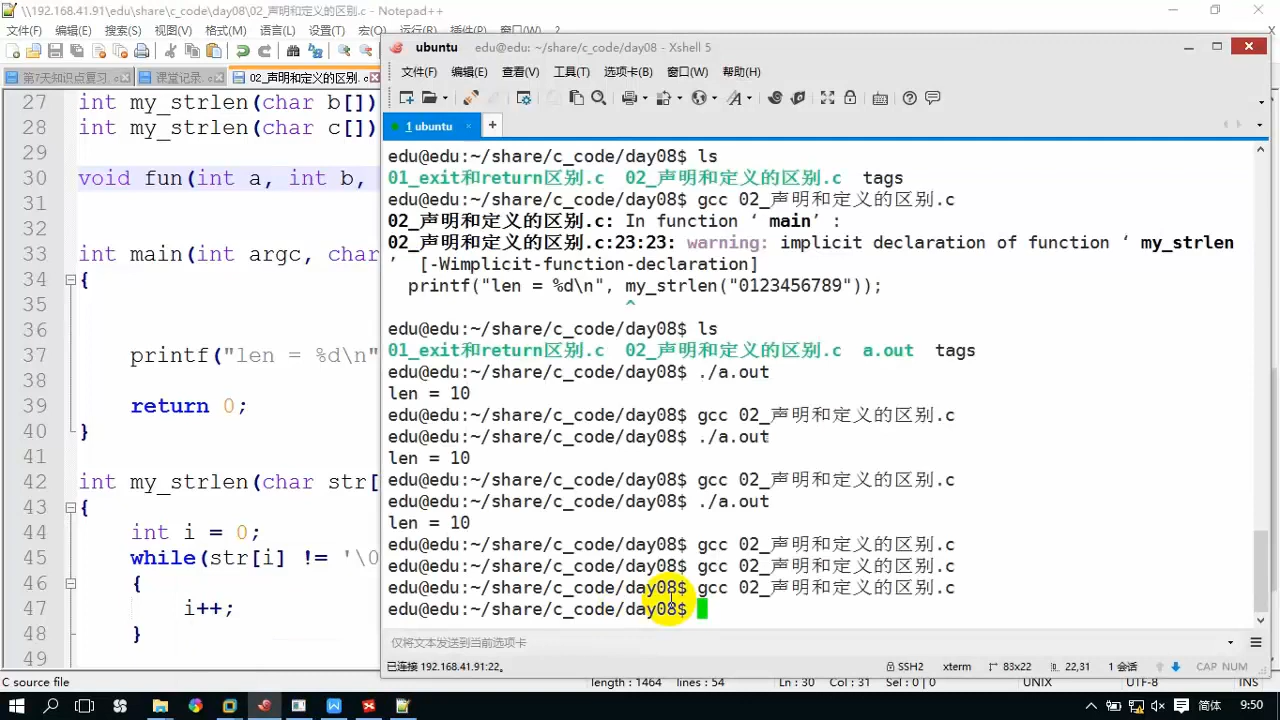 \\192.168.41.91\edu\share\c_code\day08\02_声明和定义的区别.c - Notepad++
文件(F) 编辑(E) 搜索(S) 视图(V) 格式(M) 语言(L) 设置(T) 宏(O) 运行(R) 插件(P) 窗口(W) ?
ubuntu edu@edu: ~/share/c_code/day08 - Xshell 5
文件(F) 编辑(E) 查看(V) 工具(T) 选项卡(B) 窗口(W) 帮助(H)
第7天知识点复习. 课堂记录. 02_声明和定义的区别.c
1 ubuntu
27 int my_strlen(char b[])
28 int my_strlen(char c[])
29
30 void fun(int a, int b,
31
32
33 int main(int argc, char
34 {
35
36
37 printf("len = %d\n"
38
39 return 0;
40 }
41
42 int my_strlen(char str[
43 {
44 int i = 0;
45 while(str[i] != '\0
46 {
47 i++;
48 }
49
edu@edu:~/share/c_code/day08$ ls
01_exit和return区别.c 02_声明和定义的区别.c tags
edu@edu:~/share/c_code/day08$ gcc 02_声明和定义的区别.c
02_声明和定义的区别.c: In function ‘ main’ :
02_声明和定义的区别.c:23:23: warning: implicit declaration of function ‘ my_strlen
’ [-Wimplicit-function-declaration]
printf("len = %d\n", my_strlen("0123456789"));
^
edu@edu:~/share/c_code/day08$ ls
01_exit和return区别.c 02_声明和定义的区别.c a.out tags
edu@edu:~/share/c_code/day08$ ./a.out
len = 10
edu@edu:~/share/c_code/day08$ gcc 02_声明和定义的区别.c
edu@edu:~/share/c_code/day08$ ./a.out
len = 10
edu@edu:~/share/c_code/day08$ gcc 02_声明和定义的区别.c
edu@edu:~/share/c_code/day08$ ./a.out
len = 10
edu@edu:~/share/c_code/day08$ gcc 02_声明和定义的区别.c
edu@edu:~/share/c_code/day08$ gcc 02_声明和定义的区别.c
edu@edu:~/share/c_code/day08$ gcc 02_声明和定义的区别.c
edu@edu:~/share/c_code/day08$
仅将文本发送到当前选项卡
已连接 192.168.41.91:22。 SSH2 xterm 83x22 22,31 1 会话 CAP NUM
C source file length : 1464 lines : 54 Ln : 30 Col : 31 Sel : 0 | 0 UNIX UTF-8 INS
简体 9:50